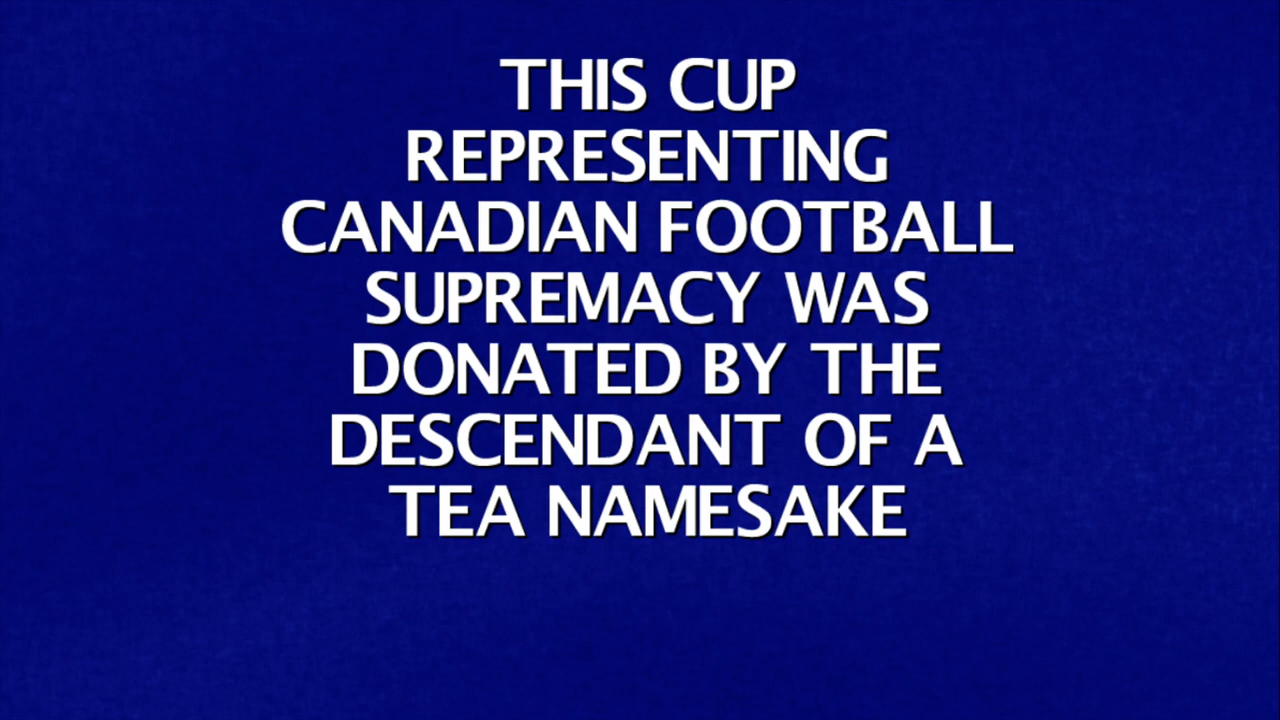 THIS CUP
REPRESENTING
CANADIAN FOOTBALL
SUPREMACY WAS
DONATED BY THE
DESCENDANT OF A
TEA NAMESAKE